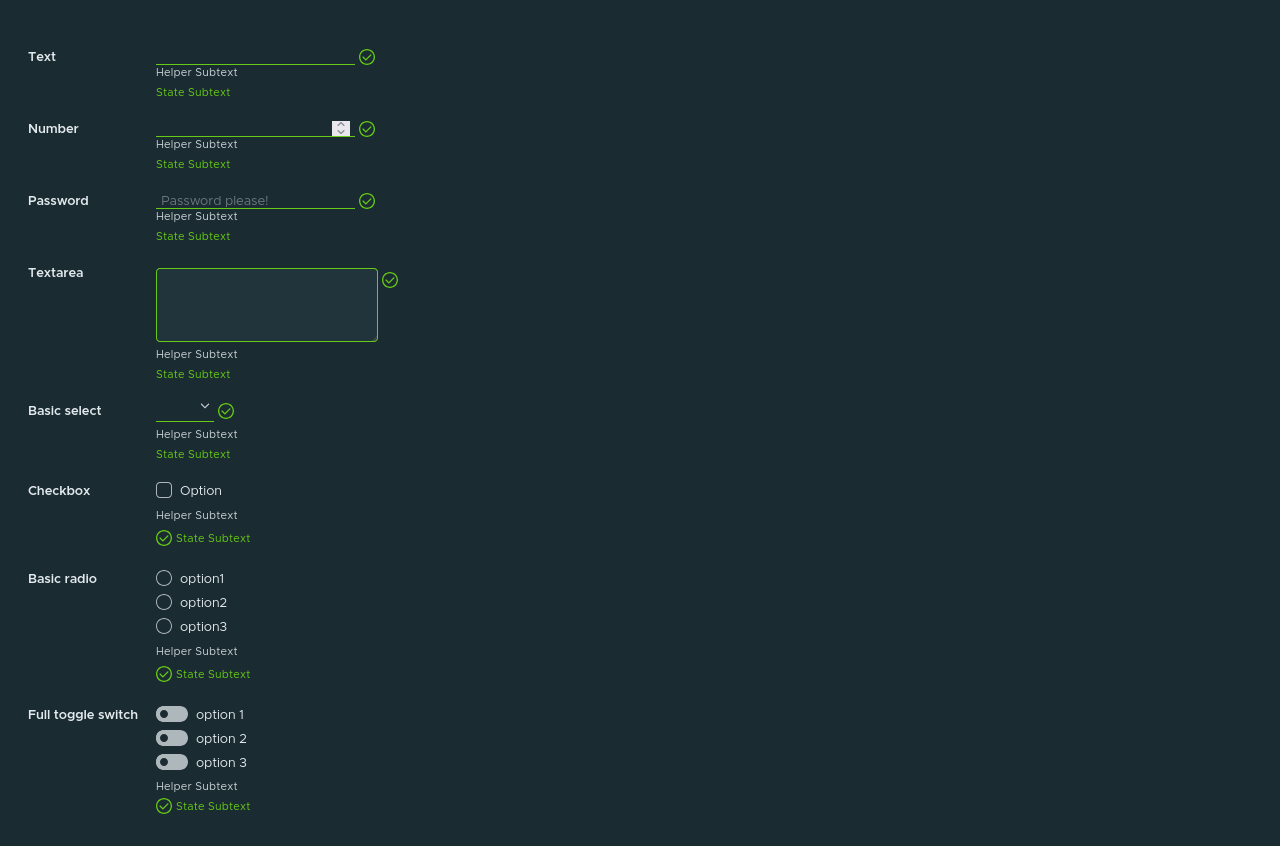 Text
Helper Subtext
State Subtext
Number
Helper Subtext
State Subtext
Password Password please!
Helper Subtext
State Subtext
Textarea
Helper Subtext
State Subtext
Basic select
Helper Subtext
State Subtext
Checkbox Option
Helper Subtext
State Subtext
Basic radio option1
option2
option3
Helper Subtext
State Subtext
Full toggle switch option 1
option 2
option 3
Helper Subtext
State Subtext